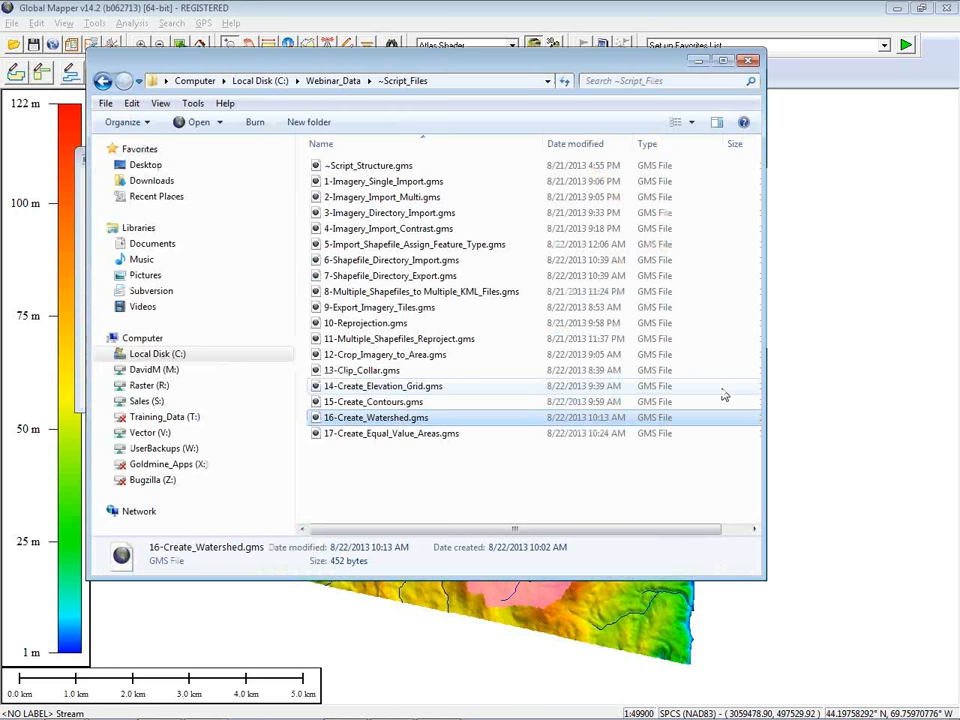 Global Mapper v14.2 (b062713) [64-bit] - REGISTERED
File Edit View Tools Analysis Search GPS Help
Atlas Shader
Set up Favorites List...
Computer Local Disk (C:) Webinar_Data ~Script_Files
Search ~Script_Files
File Edit View Tools Help
Organize Open Burn New folder
Name Date modified Type Size
Favorites
Desktop
Downloads
Recent Places
Libraries
Documents
Music
Pictures
Subversion
Videos
Computer
Local Disk (C:)
DavidM (M:)
Raster (R:)
Sales (S:)
Training_Data (T:)
Vector (V:)
UserBackups (W:)
Goldmine_Apps (X:)
Bugzilla (Z:)
Network
~Script_Structure.gms 8/21/2013 4:55 PM GMS File
1-Imagery_Single_Import.gms 8/21/2013 9:06 PM GMS File
2-Imagery_Import_Multi.gms 8/21/2013 9:05 PM GMS File
3-Imagery_Directory_Import.gms 8/21/2013 9:33 PM GMS File
4-Imagery_Import_Contrast.gms 8/21/2013 9:18 PM GMS File
5-Import_Shapefile_Assign_Feature_Type.gms 8/22/2013 12:06 AM GMS File
6-Shapefile_Directory_Import.gms 8/22/2013 10:39 AM GMS File
7-Shapefile_Directory_Export.gms 8/22/2013 10:39 AM GMS File
8-Multiple_Shapefiles_to Multiple_KML_Files.gms 8/21/2013 11:24 PM GMS File
9-Export_Imagery_Tiles.gms 8/22/2013 8:53 AM GMS File
10-Reprojection.gms 8/21/2013 9:58 PM GMS File
11-Multiple_Shapefiles_Reproject.gms 8/21/2013 11:37 PM GMS File
12-Crop_Imagery_to_Area.gms 8/22/2013 9:05 AM GMS File
13-Clip_Collar.gms 8/22/2013 8:39 AM GMS File
14-Create_Elevation_Grid.gms 8/22/2013 9:39 AM GMS File
15-Create_Contours.gms 8/22/2013 9:59 AM GMS File
16-Create_Watershed.gms 8/22/2013 10:13 AM GMS File
17-Create_Equal_Value_Areas.gms 8/22/2013 10:24 AM GMS File
16-Create_Watershed.gms Date modified: 8/22/2013 10:13 AM Date created: 8/22/2013 10:02 AM
GMS File Size: 452 bytes
122 m
100 m
75 m
50 m
25 m
1 m
0.0 km 1.0 km 2.0 km 3.0 km 4.0 km 5.0 km
<NO LABEL> Stream
1:49900 SPCS (NAD83) - ( 3059478.90, 497529.92 ) 44.19758292° N, 69.75970776° W